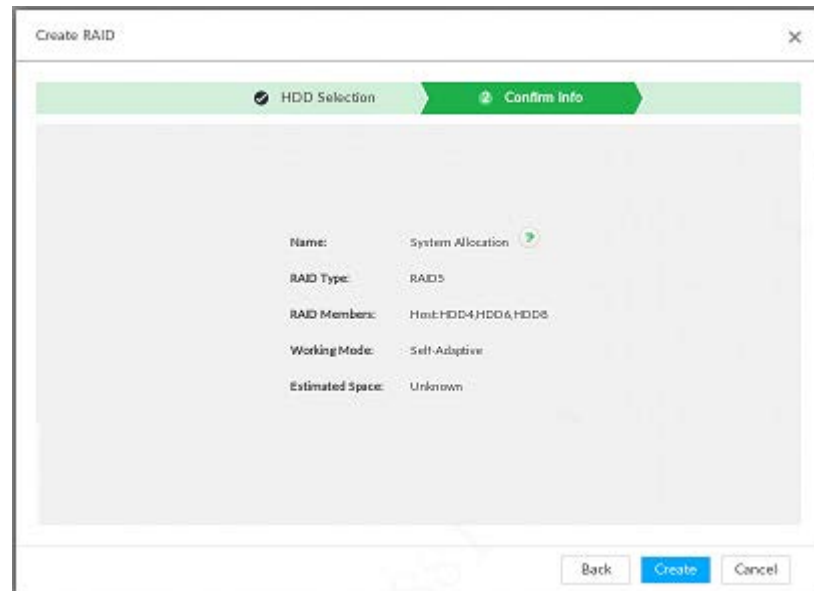 Create RAID
HDD Selection
2 Confirm Info
Name: System Allocation ?
RAID Type: RAID5
RAID Members: Host:HDD4,HDD6,HDD8
Working Mode: Self-Adaptive
Estimated Space: Unknown
Back Create Cancel